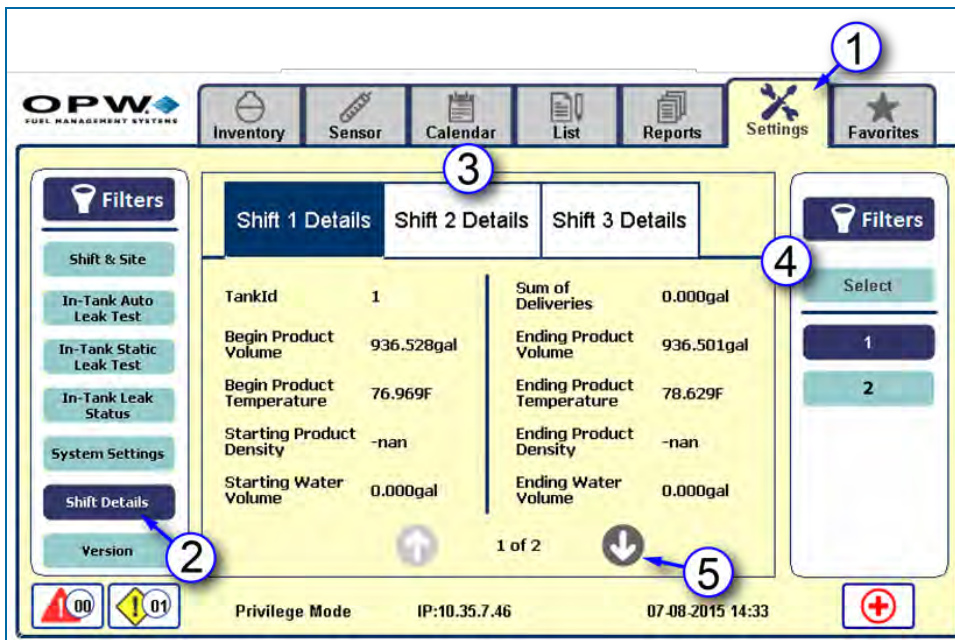 1
OPW
FUEL MANAGEMENT SYSTEMS
Inventory
Sensor
Calendar
List
Reports
Settings
Favorites
3
Filters
Shift & Site
In-Tank Auto
Leak Test
In-Tank Static
Leak Test
In-Tank Leak
Status
System Settings
Shift Details
Version
2
Shift 1 Details
Shift 2 Details
Shift 3 Details
TankId 1
Begin Product
Volume 936.528gal
Begin Product
Temperature 76.969F
Starting Product
Density -nan
Starting Water
Volume 0.000gal
Sum of
Deliveries 0.000gal
Ending Product
Volume 936.501gal
Ending Product
Temperature 78.629F
Ending Product
Density -nan
Ending Water
Volume 0.000gal
1 of 2
5
Filters
4
Select
1
2
00
01
Privilege Mode
IP:10.35.7.46
07-08-2015 14:33